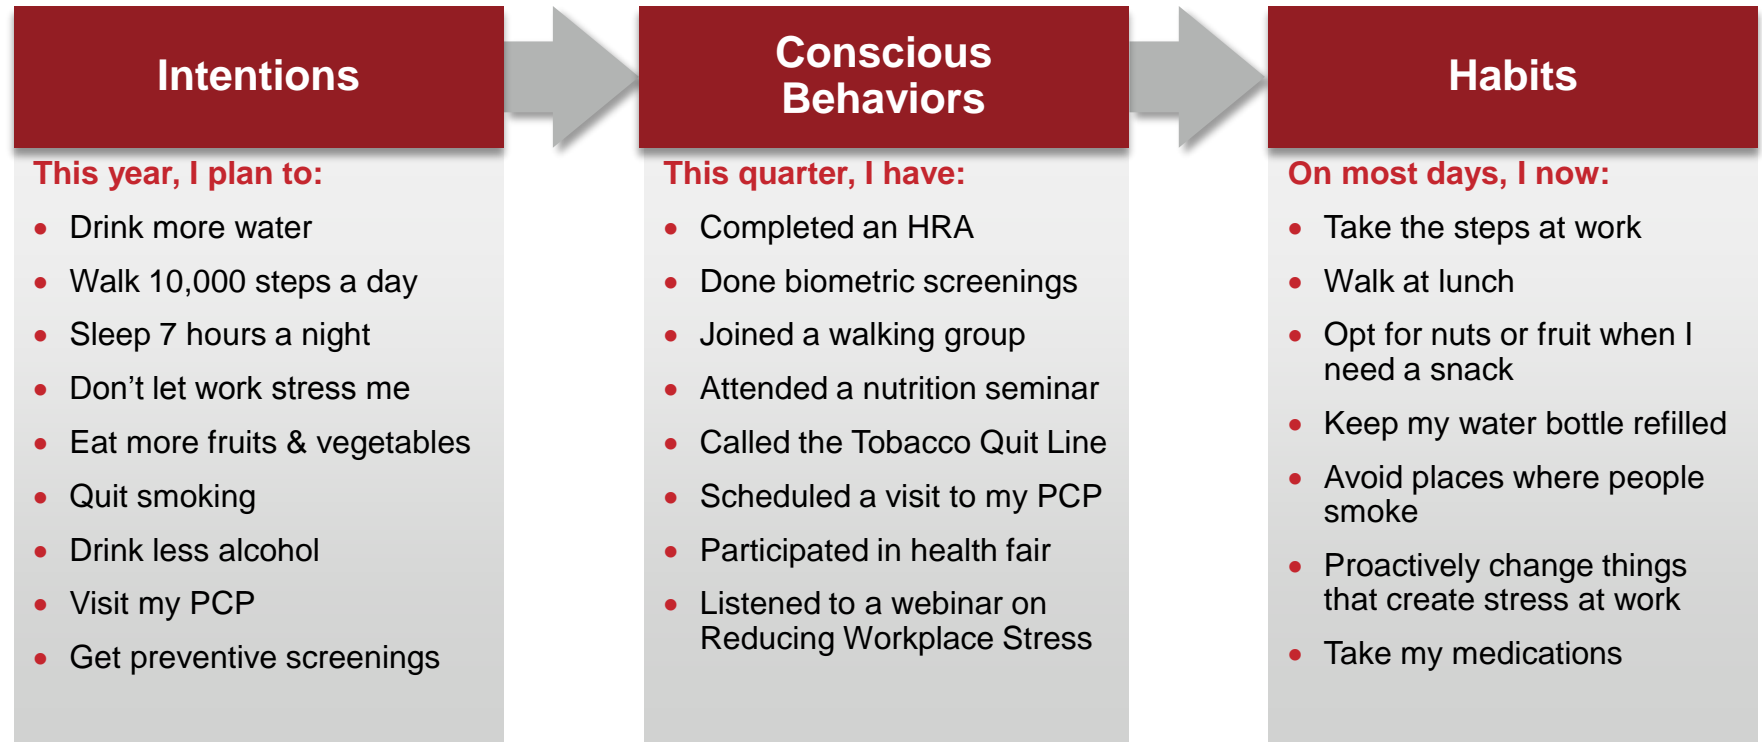 Intentions
This year, I plan to:
• Drink more water
• Walk 10,000 steps a day
• Sleep 7 hours a night
• Don’t let work stress me
• Eat more fruits & vegetables
• Quit smoking
• Drink less alcohol
• Visit my PCP
• Get preventive screenings
Conscious
Behaviors
This quarter, I have:
• Completed an HRA
• Done biometric screenings
• Joined a walking group
• Attended a nutrition seminar
• Called the Tobacco Quit Line
• Scheduled a visit to my PCP
• Participated in health fair
• Listened to a webinar on
Reducing Workplace Stress
Habits
On most days, I now:
• Take the steps at work
• Walk at lunch
• Opt for nuts or fruit when I
need a snack
• Keep my water bottle refilled
• Avoid places where people
smoke
• Proactively change things
that create stress at work
• Take my medications